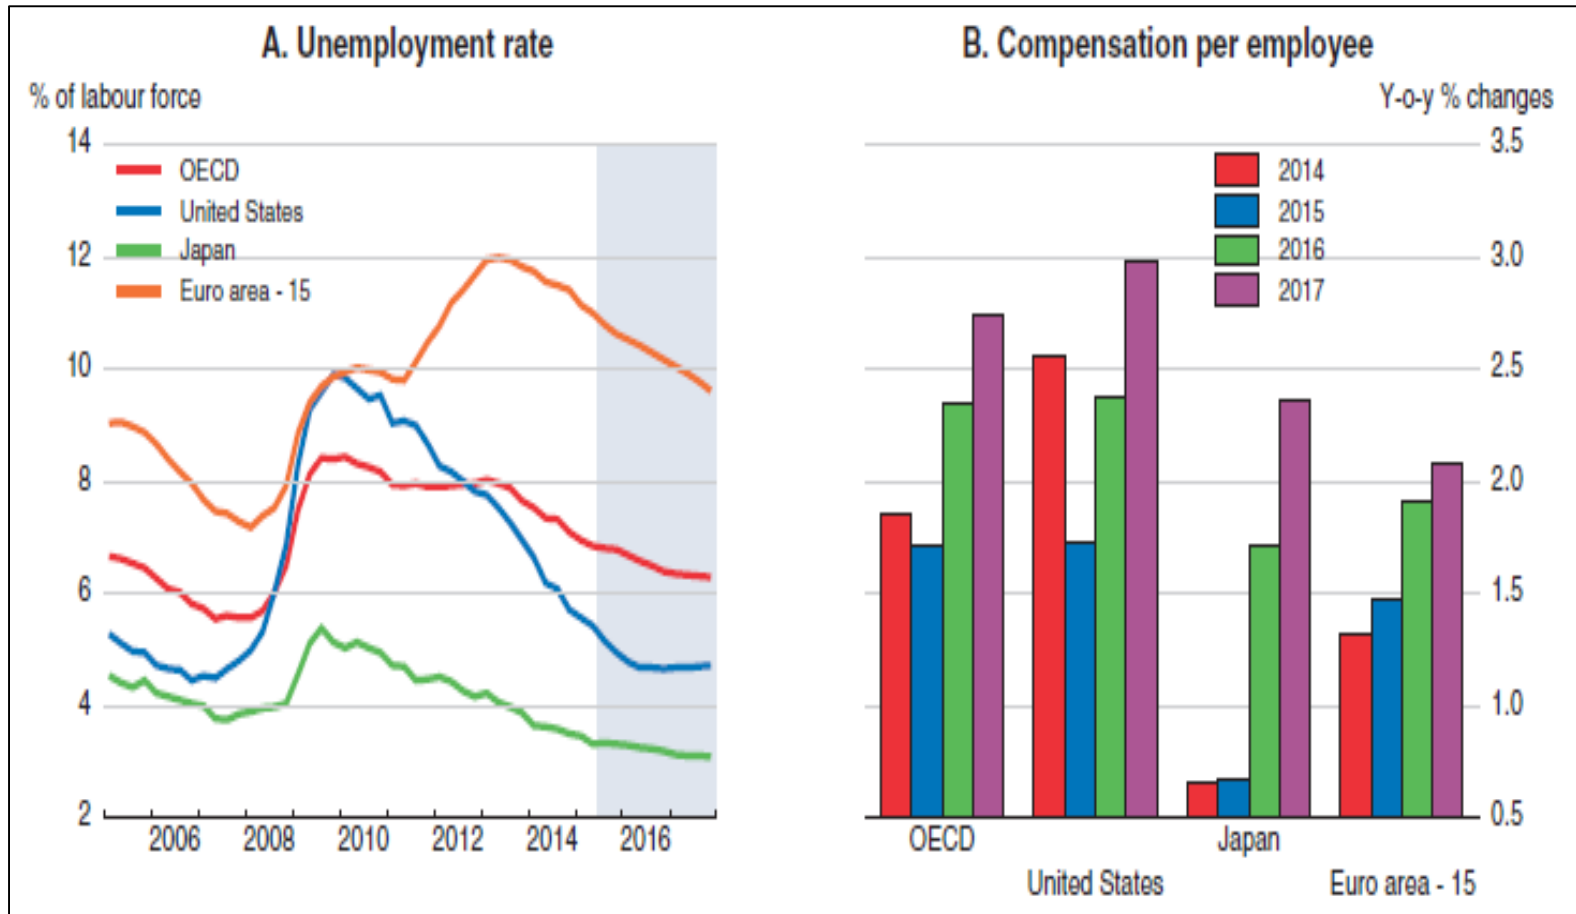 A. Unemployment rate
% of labour force
14
12
10
8
6
4
2
OECD
United States
Japan
Euro area - 15
2006 2008 2010 2012 2014 2016
B. Compensation per employee
Y-o-y % changes
3.5
3.0
2.5
2.0
1.5
1.0
0.5
2014
2015
2016
2017
OECD Japan
United States Euro area - 15